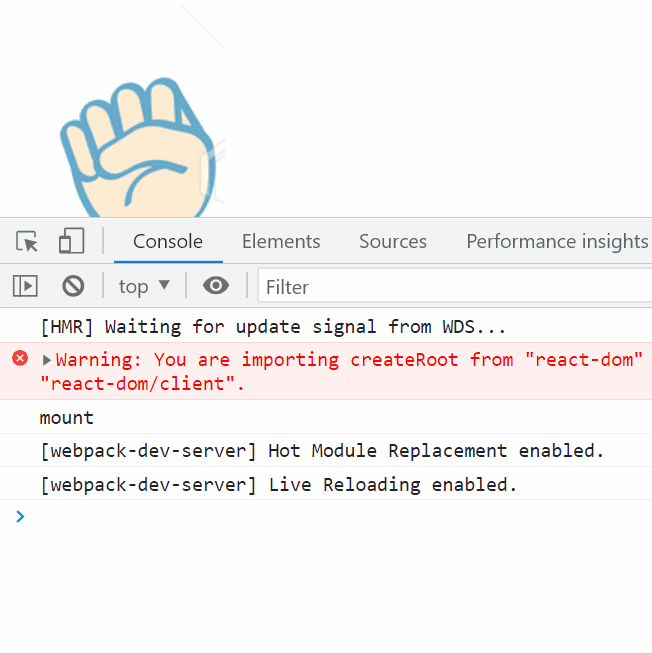 Console Elements Sources Performance insights
top Filter
[HMR] Waiting for update signal from WDS...
Warning: You are importing createRoot from "react-dom"
"react-dom/client".
mount
[webpack-dev-server] Hot Module Replacement enabled.
[webpack-dev-server] Live Reloading enabled.